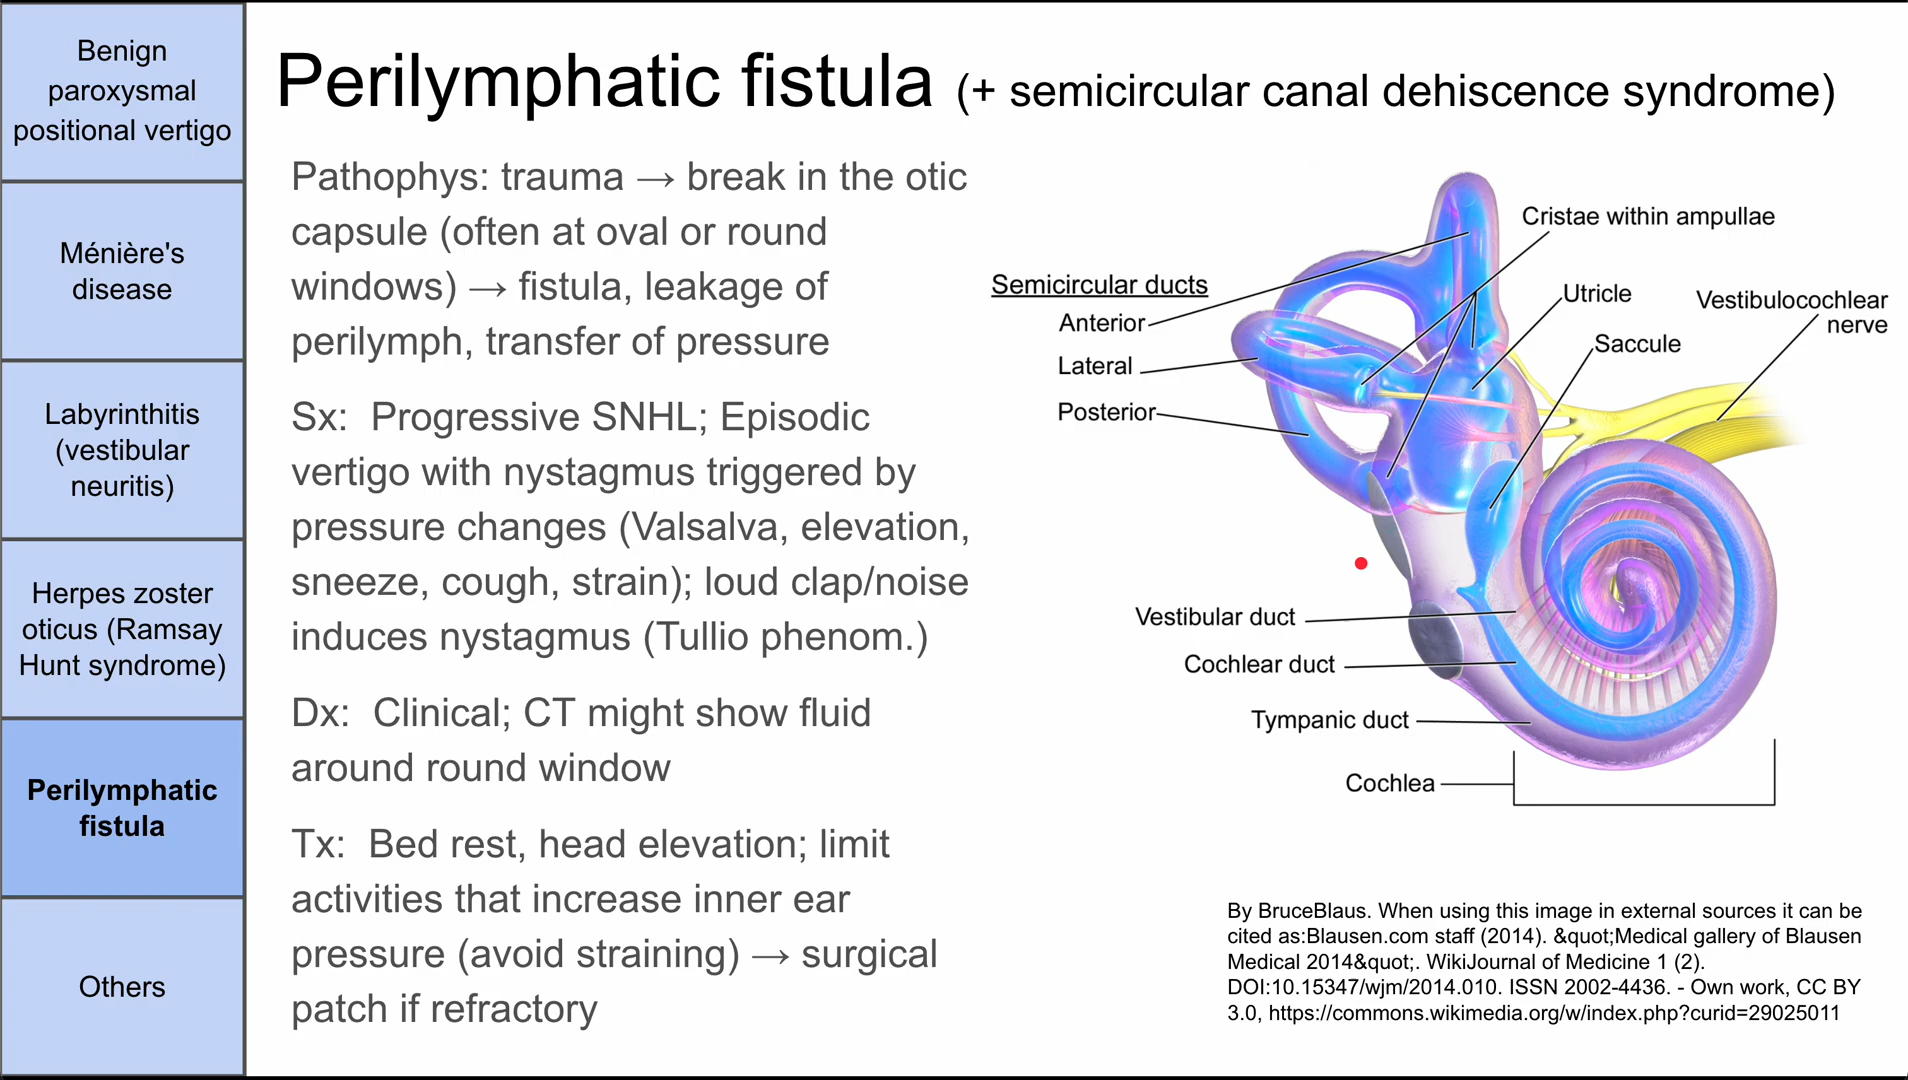 Benign
paroxysmal
positional vertigo
Ménière's
disease
Labyrinthitis
(vestibular
neuritis)
Herpes zoster
oticus (Ramsay
Hunt syndrome)
Perilymphatic
fistula
Others
Perilymphatic fistula (+ semicircular canal dehiscence syndrome)
Pathophys: trauma → break in the otic
capsule (often at oval or round
windows) → fistula, leakage of
perilymph, transfer of pressure
Sx:  Progressive SNHL; Episodic
vertigo with nystagmus triggered by
pressure changes (Valsalva, elevation,
sneeze, cough, strain); loud clap/noise
induces nystagmus (Tullio phenom.)
Dx:  Clinical; CT might show fluid
around round window
Tx:  Bed rest, head elevation; limit
activities that increase inner ear
pressure (avoid straining) → surgical
patch if refractory
Cristae within ampullae
Semicircular ducts
Anterior
Lateral
Posterior
Utricle
Saccule
Vestibulocochlear
nerve
Vestibular duct
Cochlear duct
Tympanic duct
Cochlea
By BruceBlaus. When using this image in external sources it can be
cited as:Blausen.com staff (2014). &quot;Medical gallery of Blausen
Medical 2014&quot;. WikiJournal of Medicine 1 (2).
DOI:10.15347/wjm/2014.010. ISSN 2002-4436. - Own work, CC BY
3.0, https://commons.wikimedia.org/w/index.php?curid=29025011